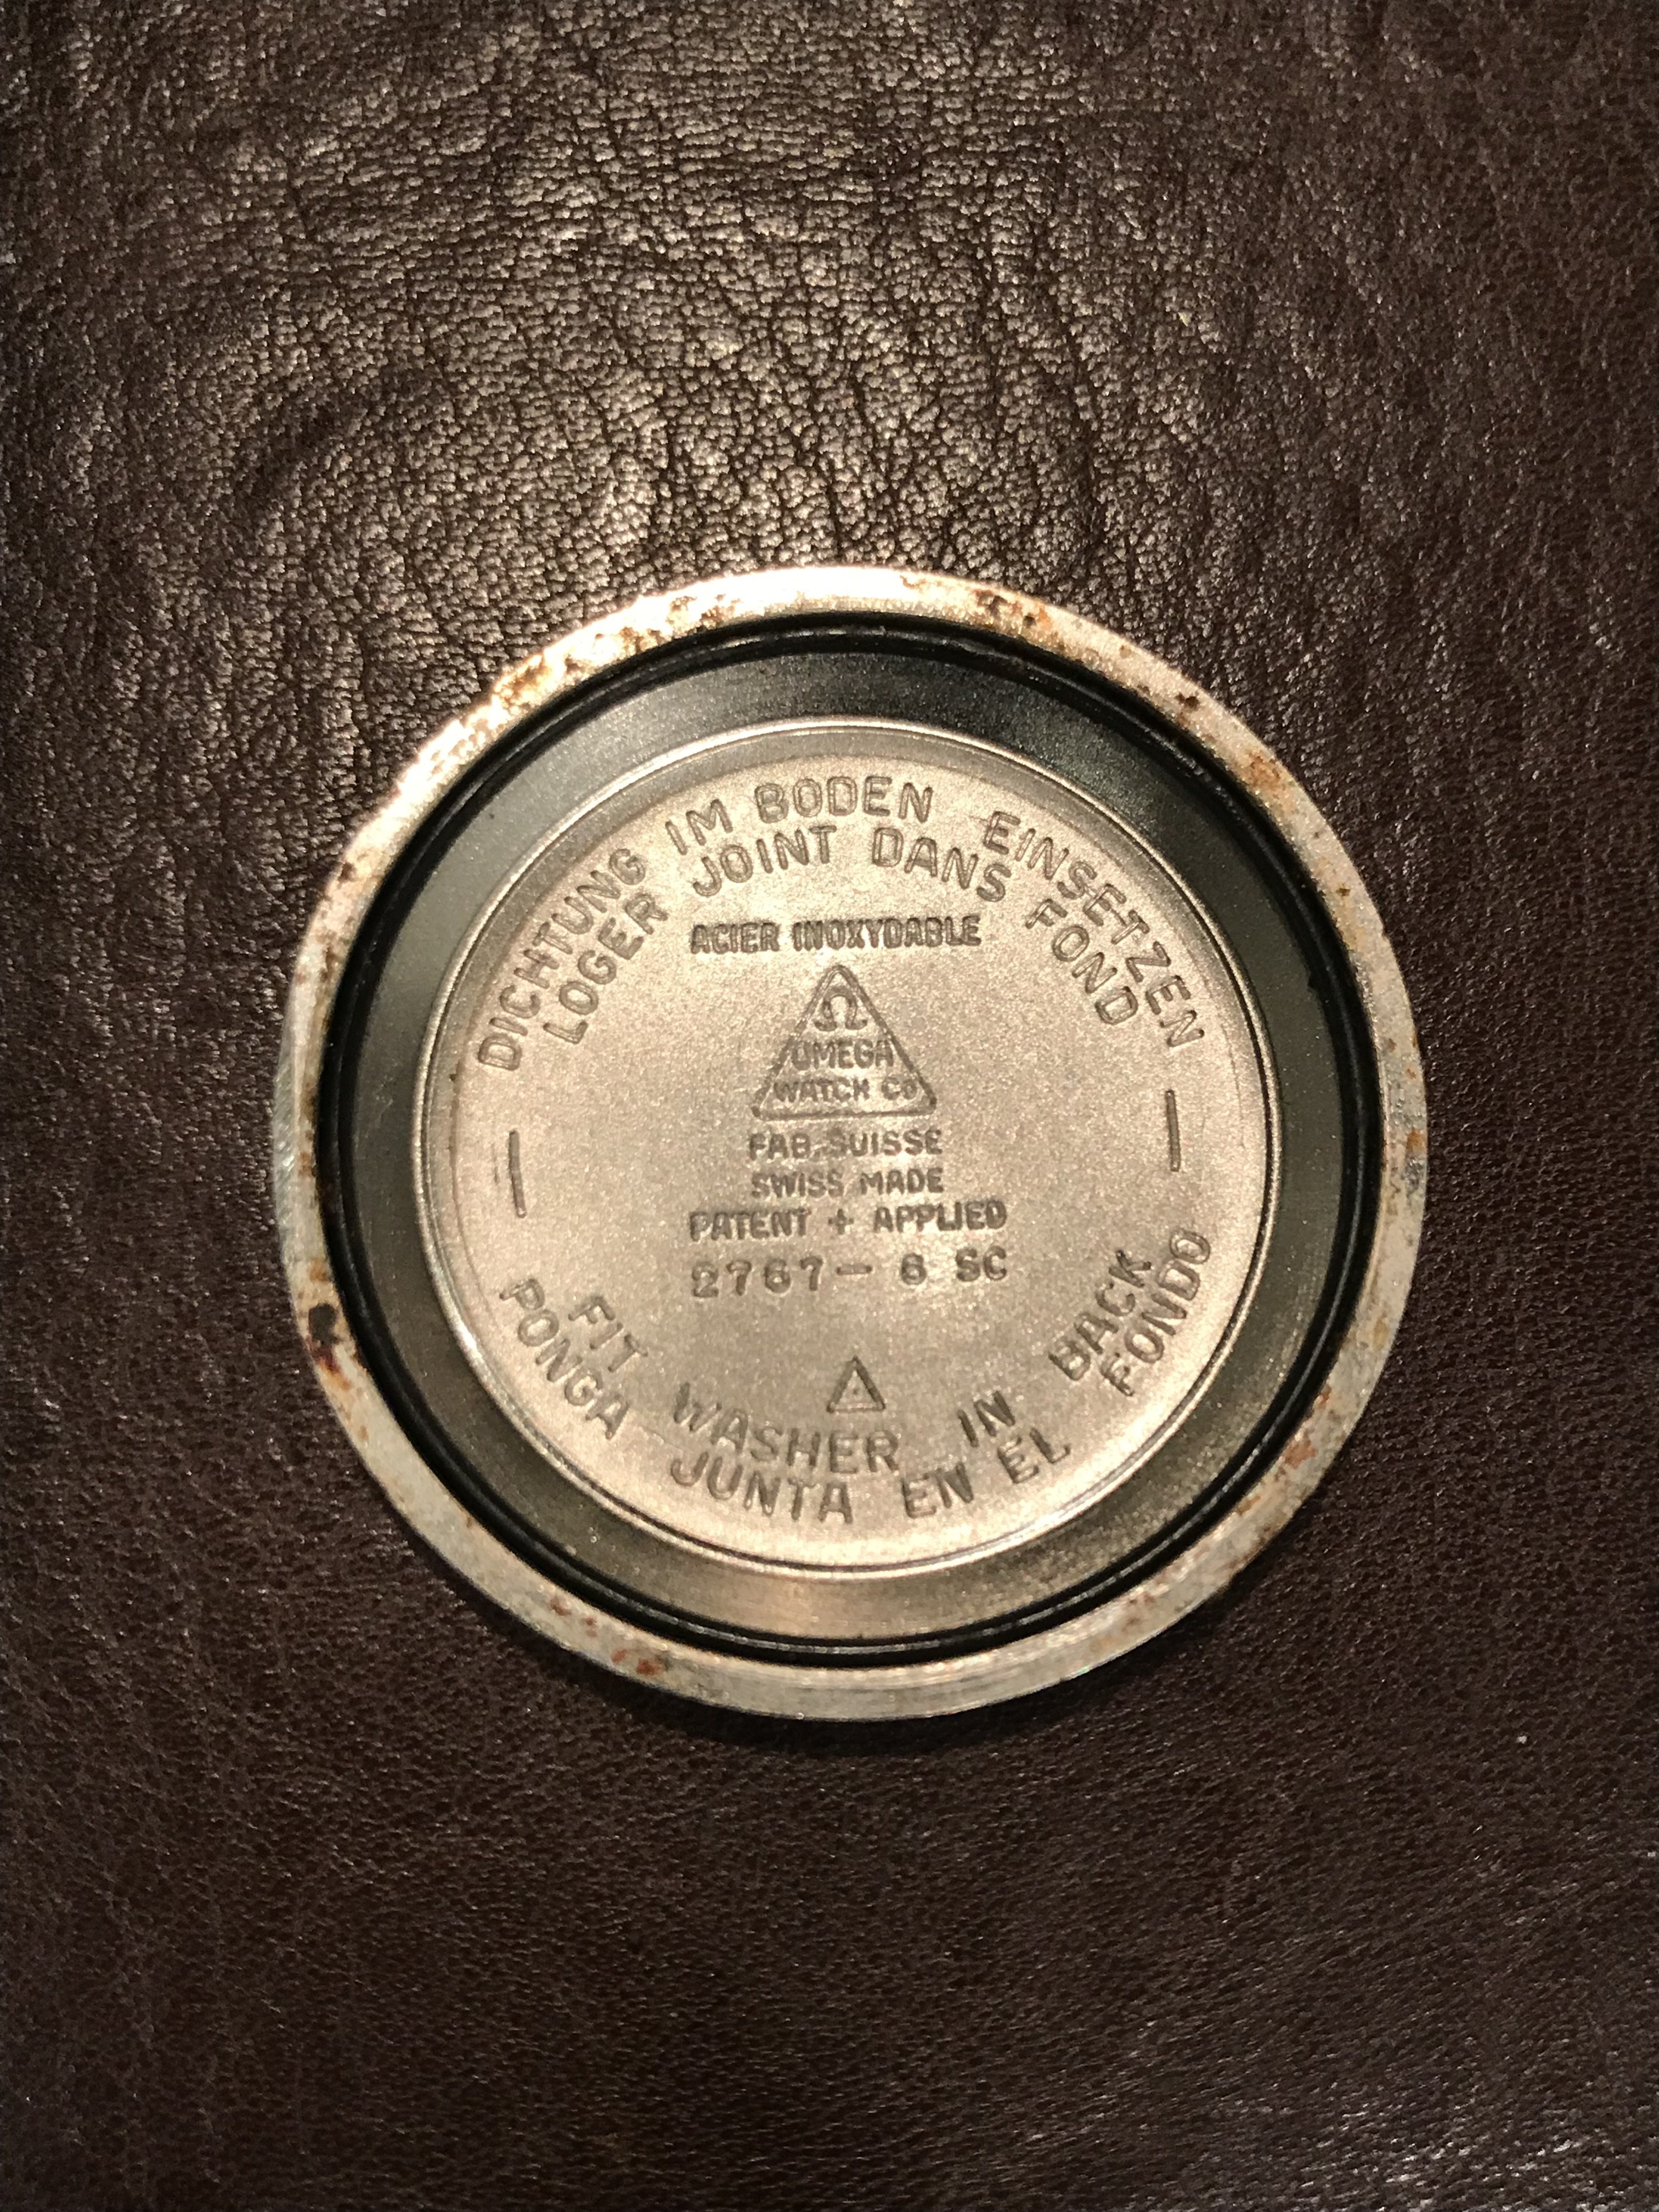 DICHTUNG IM BODEN EINSETZEN
LOGER JOINT DANS FOND
ACIER INOXYDABLE
Ω
OMEGA
WATCH Co
FAB. SUISSE
SWISS MADE
PATENT + APPLIED
2767 - 6 SC
FIT WASHER IN BACK
PONGA JUNTA EN EL FONDO